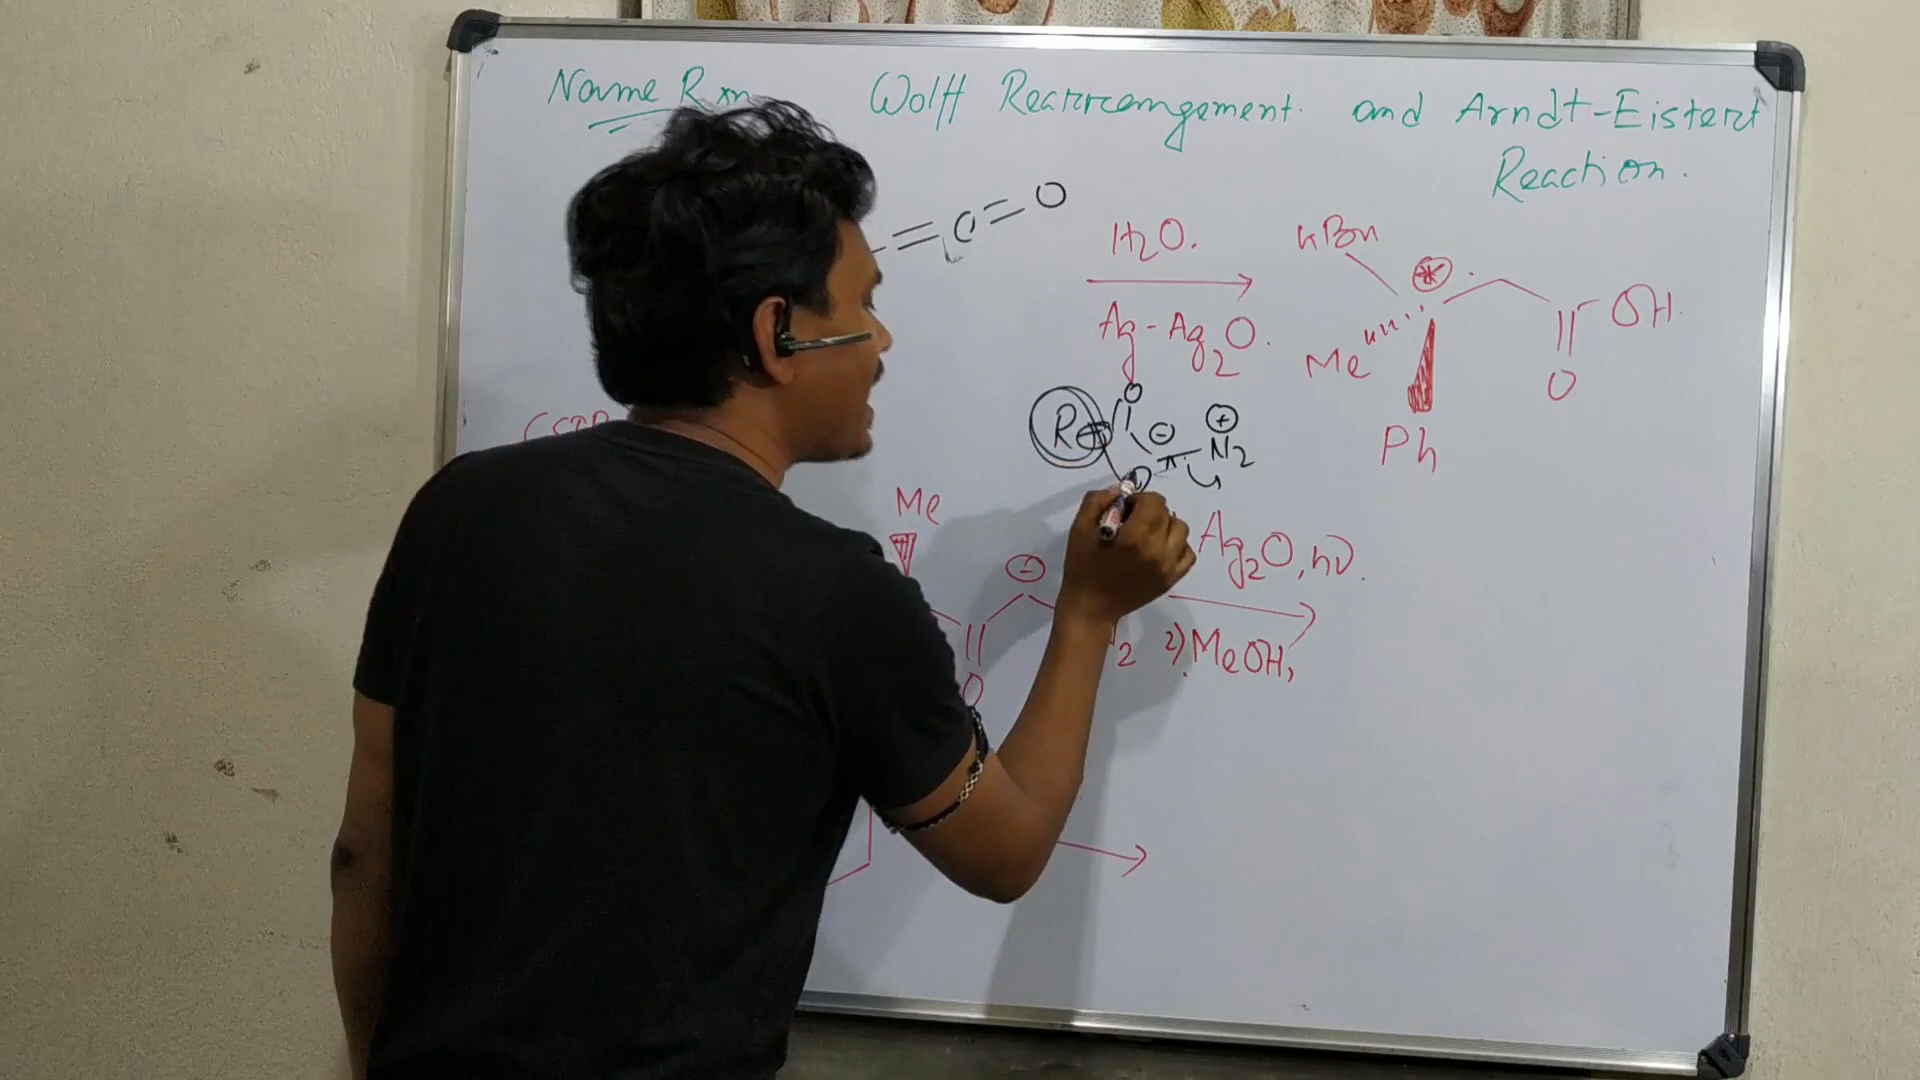 Name Rxn Wolff Rearrangement. and Arndt-Eistert
Reaction.
=C=O
H2O.
Ag-Ag2O.
nBu
*
Me
Ph
OH.
O
R
O
⊖
⊕
N2
Me
⊖
O
N2
Ag2O, hν.
2) MeOH,